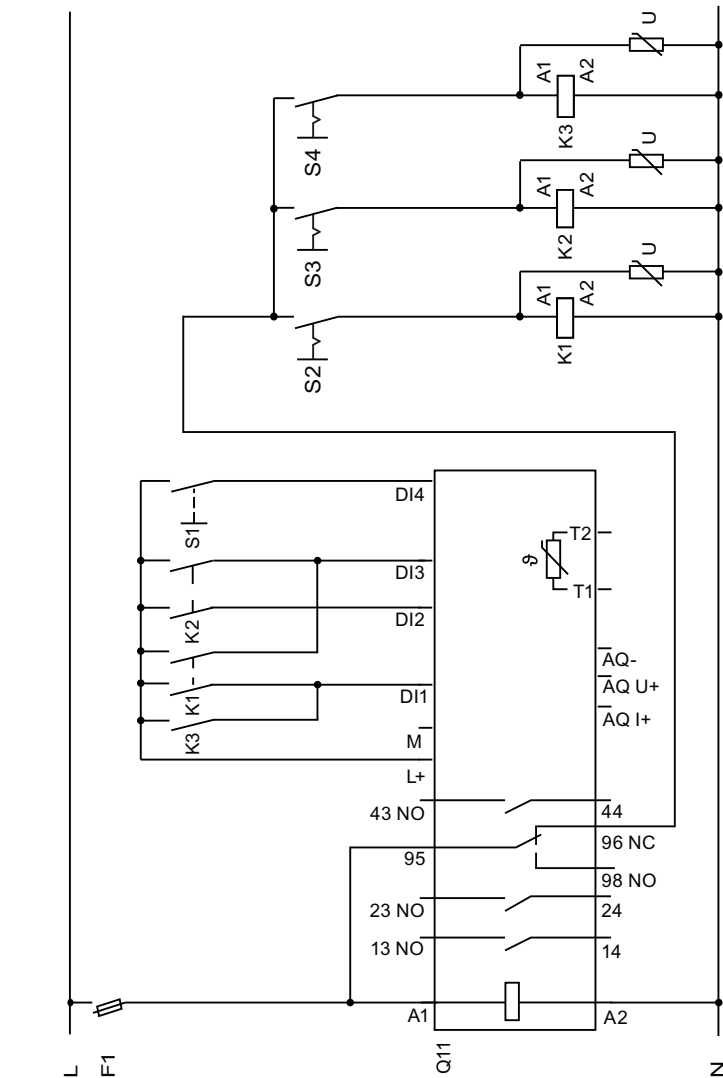 U
A1
A2
K3
S4
U
A1
A2
K2
S3
U
A1
A2
K1
S2
DI4
S1
T2
ϑ
DI3
T1
DI2
K2
AQ-
AQ U+
DI1
K1
AQ I+
M
K3
L+
43 NO
44
96 NC
95
98 NO
23 NO
24
13 NO
14
A1
A2
L
F1
Q11
N